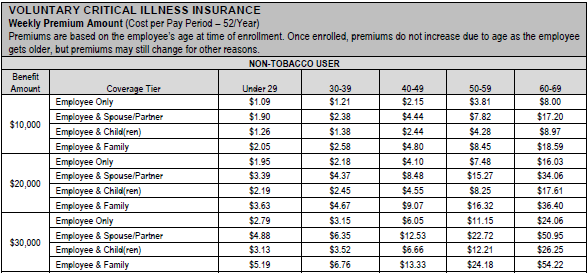 VOLUNTARY CRITICAL ILLNESS INSURANCE
Weekly Premium Amount (Cost per Pay Period – 52/Year)
Premiums are based on the employee's age at time of enrollment. Once enrolled, premiums do not increase due to age as the employee
gets older, but premiums may still change for other reasons.
NON-TOBACCO USER
Benefit Amount Coverage Tier Under 29 30-39 40-49 50-59 60-69
$10,000
Employee Only $1.09 $1.21 $2.15 $3.81 $8.00
Employee & Spouse/Partner $1.90 $2.38 $4.44 $7.82 $17.20
Employee & Child(ren) $1.26 $1.38 $2.44 $4.28 $8.97
Employee & Family $2.05 $2.58 $4.80 $8.45 $18.59
$20,000
Employee Only $1.95 $2.18 $4.10 $7.48 $16.03
Employee & Spouse/Partner $3.39 $4.37 $8.48 $15.27 $34.06
Employee & Child(ren) $2.19 $2.45 $4.55 $8.25 $17.61
Employee & Family $3.63 $4.67 $9.07 $16.32 $36.40
$30,000
Employee Only $2.79 $3.15 $6.05 $11.15 $24.06
Employee & Spouse/Partner $4.88 $6.35 $12.53 $22.72 $50.95
Employee & Child(ren) $3.13 $3.52 $6.66 $12.21 $26.25
Employee & Family $5.19 $6.76 $13.33 $24.18 $54.22